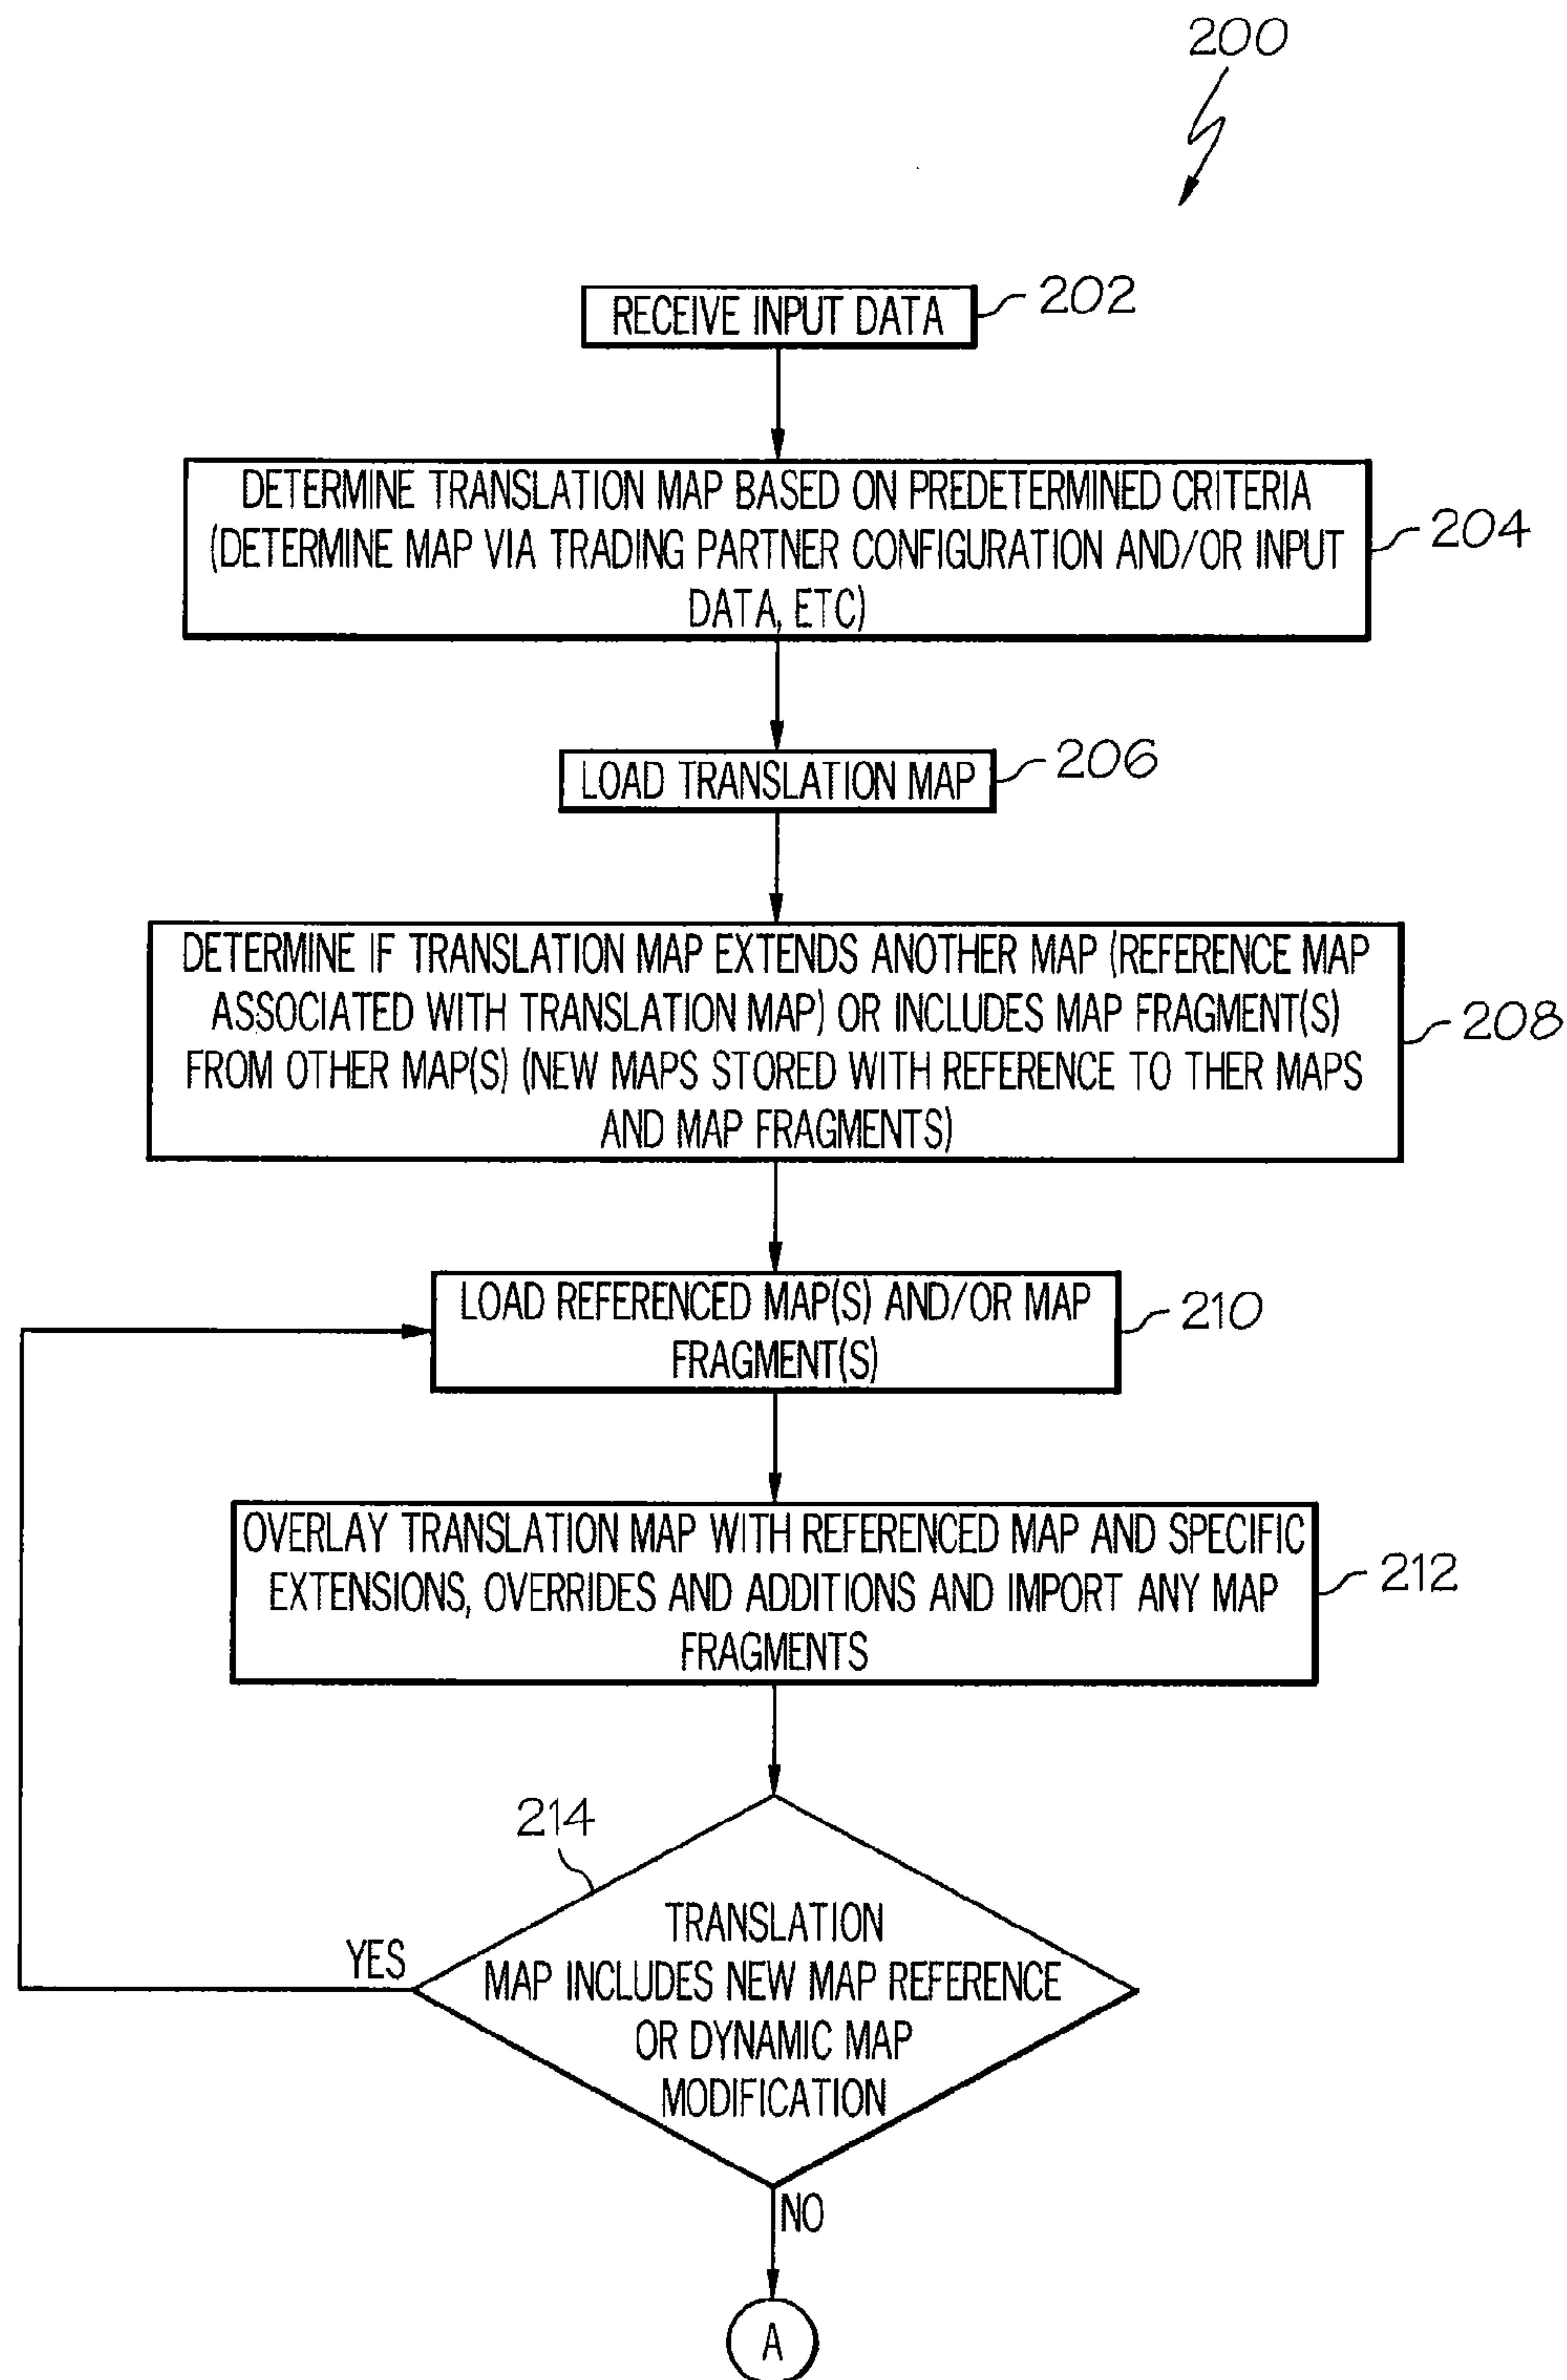 200
RECEIVE INPUT DATA
202
DETERMINE TRANSLATION MAP BASED ON PREDETERMINED CRITERIA
(DETERMINE MAP VIA TRADING PARTNER CONFIGURATION AND/OR INPUT
DATA, ETC)
204
LOAD TRANSLATION MAP
206
DETERMINE IF TRANSLATION MAP EXTENDS ANOTHER MAP (REFERENCE MAP
ASSOCIATED WITH TRANSLATION MAP) OR INCLUDES MAP FRAGMENT(S)
FROM OTHER MAP(S) (NEW MAPS STORED WITH REFERENCE TO THER MAPS
AND MAP FRAGMENTS)
208
LOAD REFERENCED MAP(S) AND/OR MAP
FRAGMENT(S)
210
OVERLAY TRANSLATION MAP WITH REFERENCED MAP AND SPECIFIC
EXTENSIONS, OVERRIDES AND ADDITIONS AND IMPORT ANY MAP
FRAGMENTS
212
214
TRANSLATION
MAP INCLUDES NEW MAP REFERENCE
OR DYNAMIC MAP
MODIFICATION
YES
NO
A